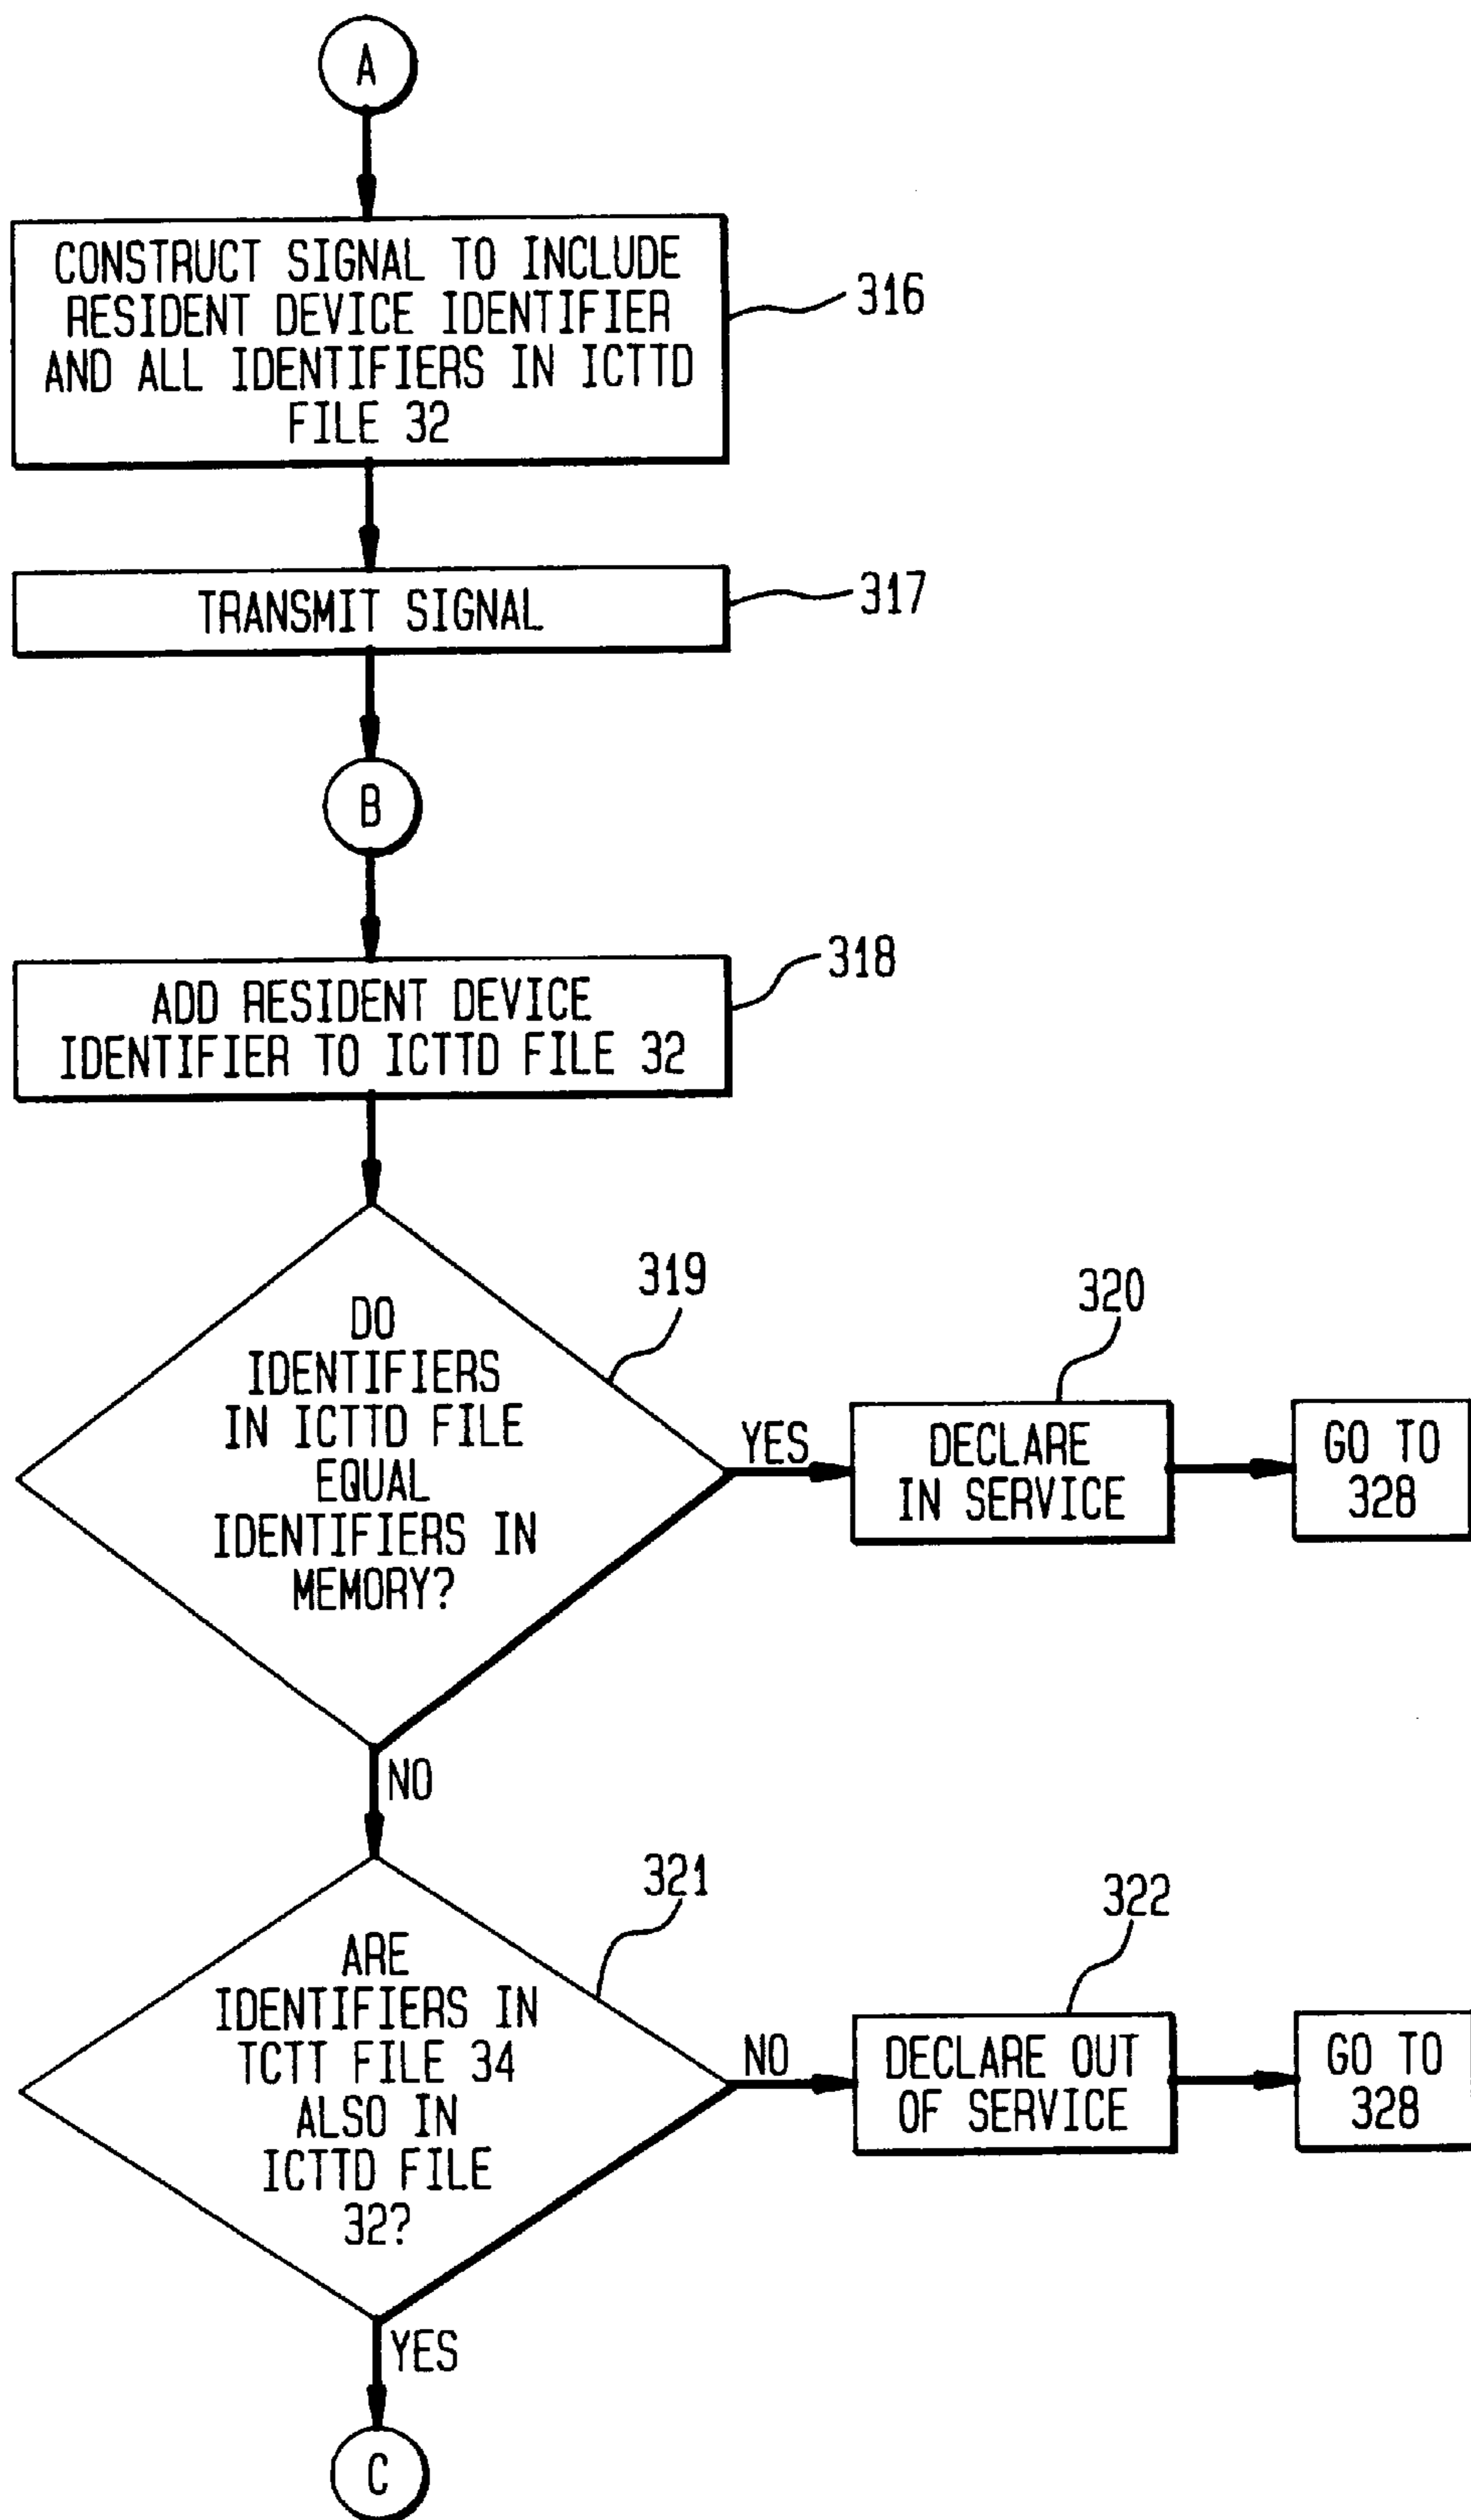 A
CONSTRUCT SIGNAL TO INCLUDE
RESIDENT DEVICE IDENTIFIER
AND ALL IDENTIFIERS IN ICTTD
FILE 32
316
TRANSMIT SIGNAL
317
B
318
ADD RESIDENT DEVICE
IDENTIFIER TO ICTTD FILE 32
319
DO
IDENTIFIERS
IN ICTTD FILE
EQUAL
IDENTIFIERS IN
MEMORY?
YES
320
DECLARE
IN SERVICE
GO TO
328
NO
321
ARE
IDENTIFIERS IN
TCTT FILE 34
ALSO IN
ICTTD FILE
32?
NO
322
DECLARE OUT
OF SERVICE
GO TO
328
YES
C